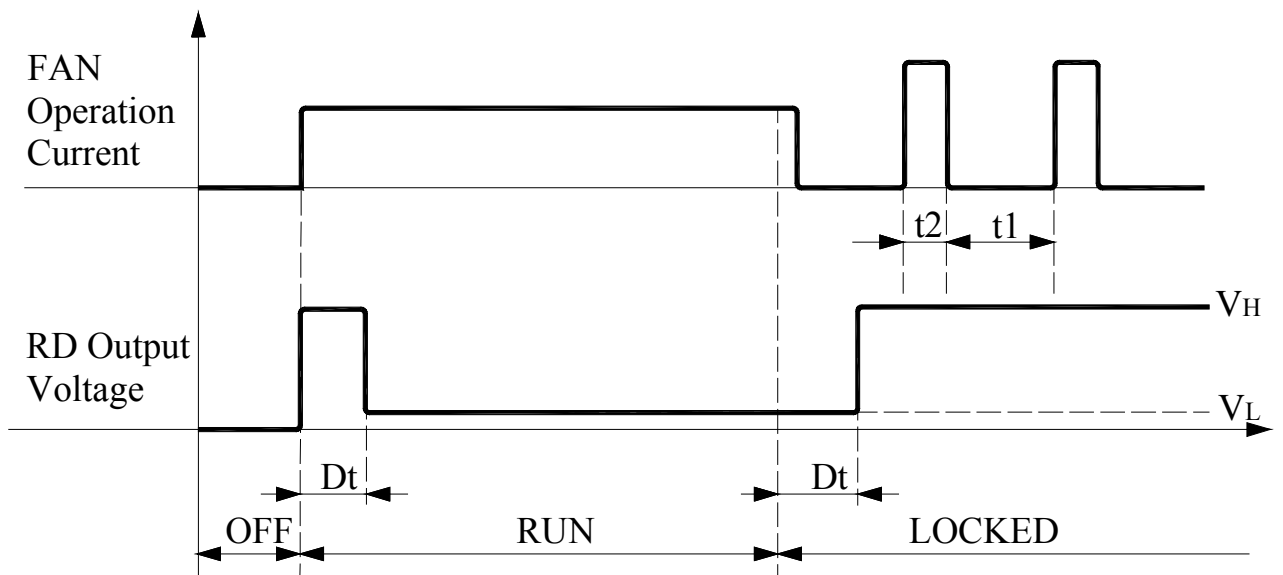 FAN
Operation
Current
t2
t1
RD Output
Voltage
VH
VL
Dt
Dt
OFF
RUN
LOCKED